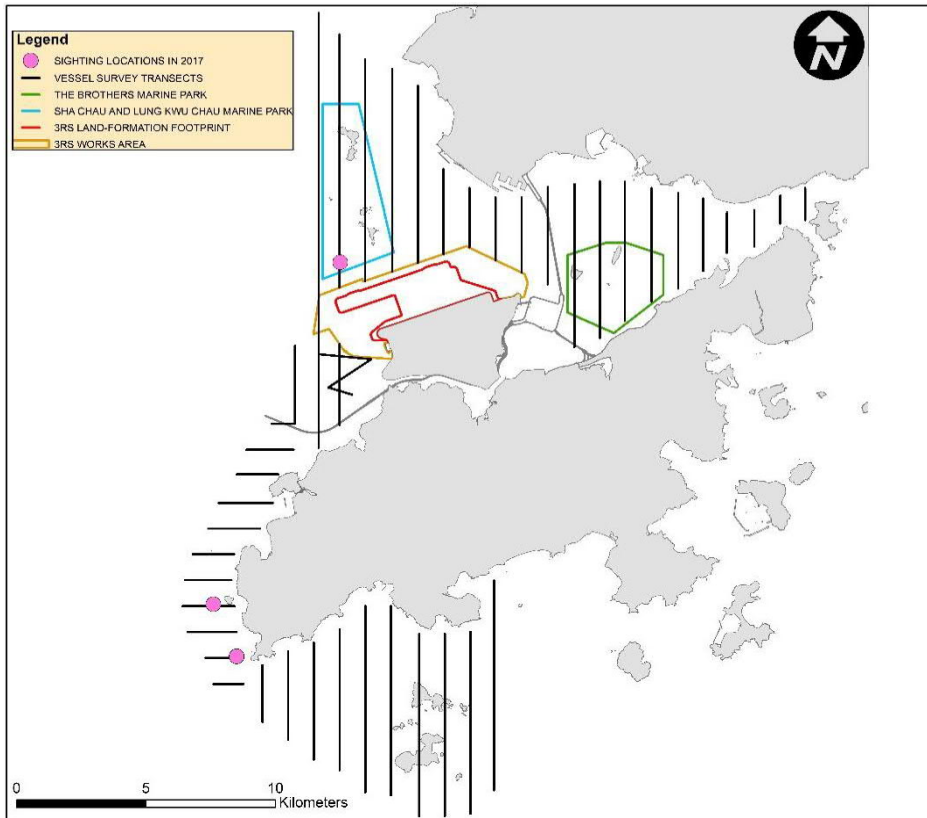 Legend
SIGHTING LOCATIONS IN 2017
VESSEL SURVEY TRANSECTS
THE BROTHERS MARINE PARK
SHA CHAU AND LUNG KWU CHAU MARINE PARK
3RS LAND-FORMATION FOOTPRINT
3RS WORKS AREA
N
0 5 10
Kilometers